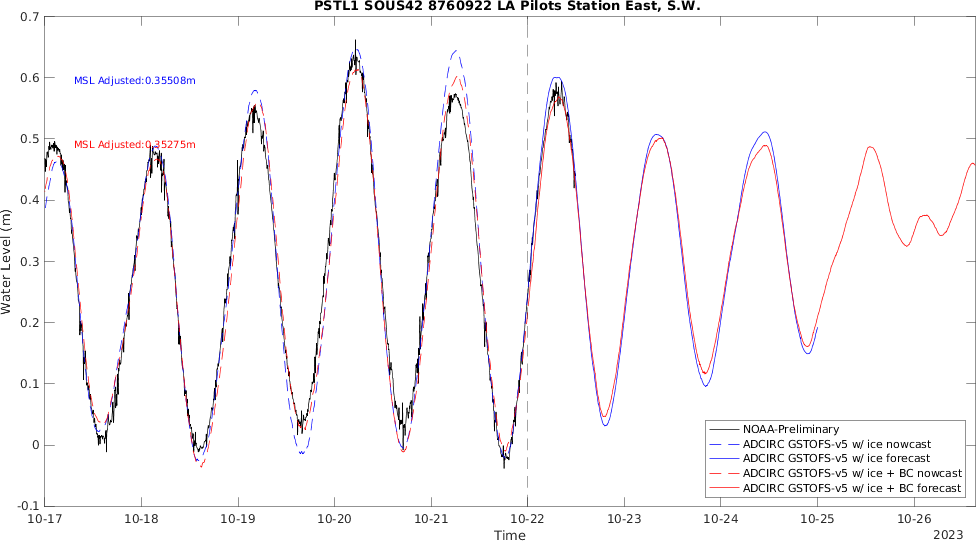 PSTL1 SOUS42 8760922 LA Pilots Station East, S.W.
0.7
0.6
0.5
0.4
0.3
0.2
0.1
0
-0.1
Water Level (m)
MSL Adjusted:0.35508m
MSL Adjusted:0.35275m
NOAA-Preliminary
ADCIRC GSTOFS-v5 w/ ice nowcast
ADCIRC GSTOFS-v5 w/ ice forecast
ADCIRC GSTOFS-v5 w/ ice + BC nowcast
ADCIRC GSTOFS-v5 w/ ice + BC forecast
10-17 10-18 10-19 10-20 10-21 10-22 10-23 10-24 10-25 10-26
Time
2023